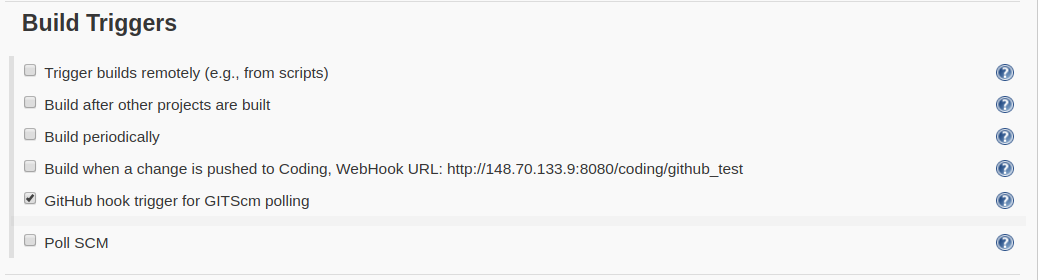 Build Triggers
Trigger builds remotely (e.g., from scripts)
Build after other projects are built
Build periodically
Build when a change is pushed to Coding, WebHook URL: http://148.70.133.9:8080/coding/github_test
GitHub hook trigger for GITScm polling
Poll SCM